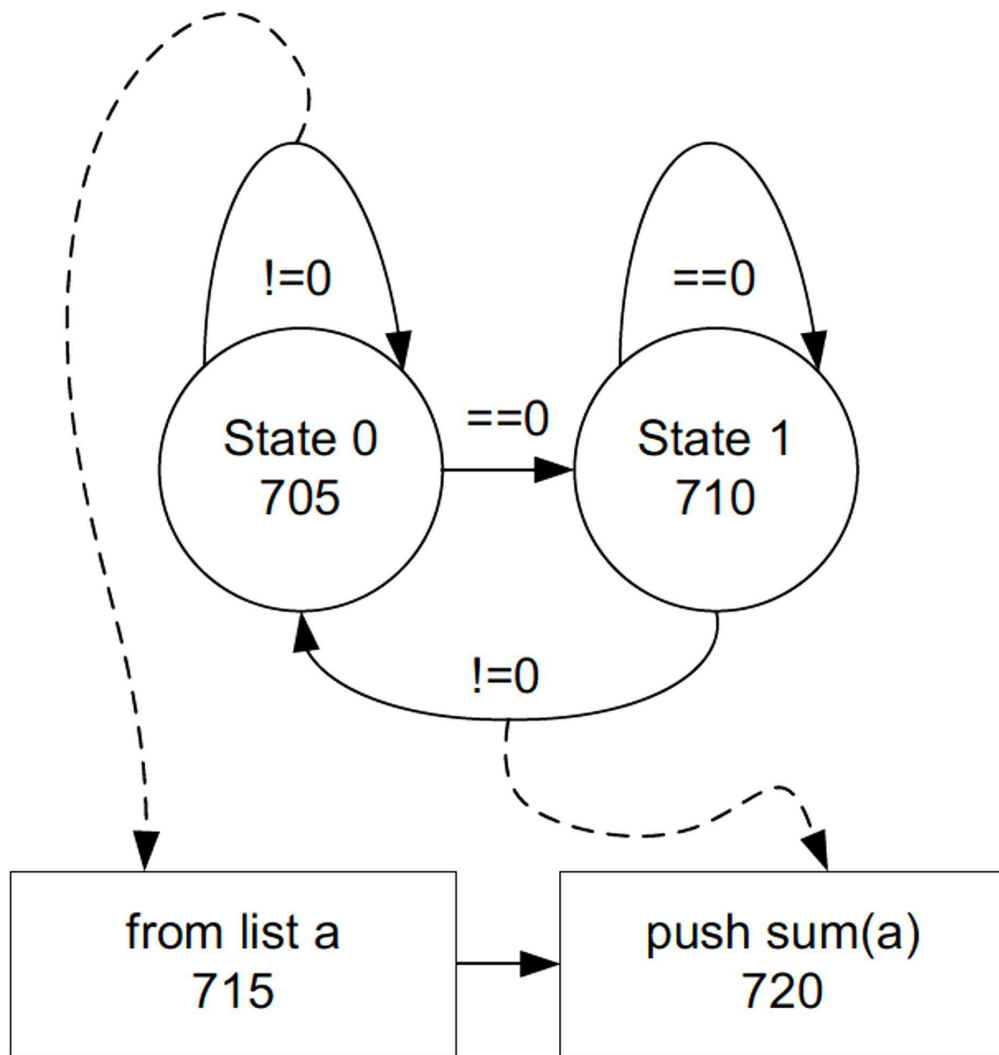 !=0
==0
State 0
705
==0
State 1
710
!=0
from list a
715
push sum(a)
720